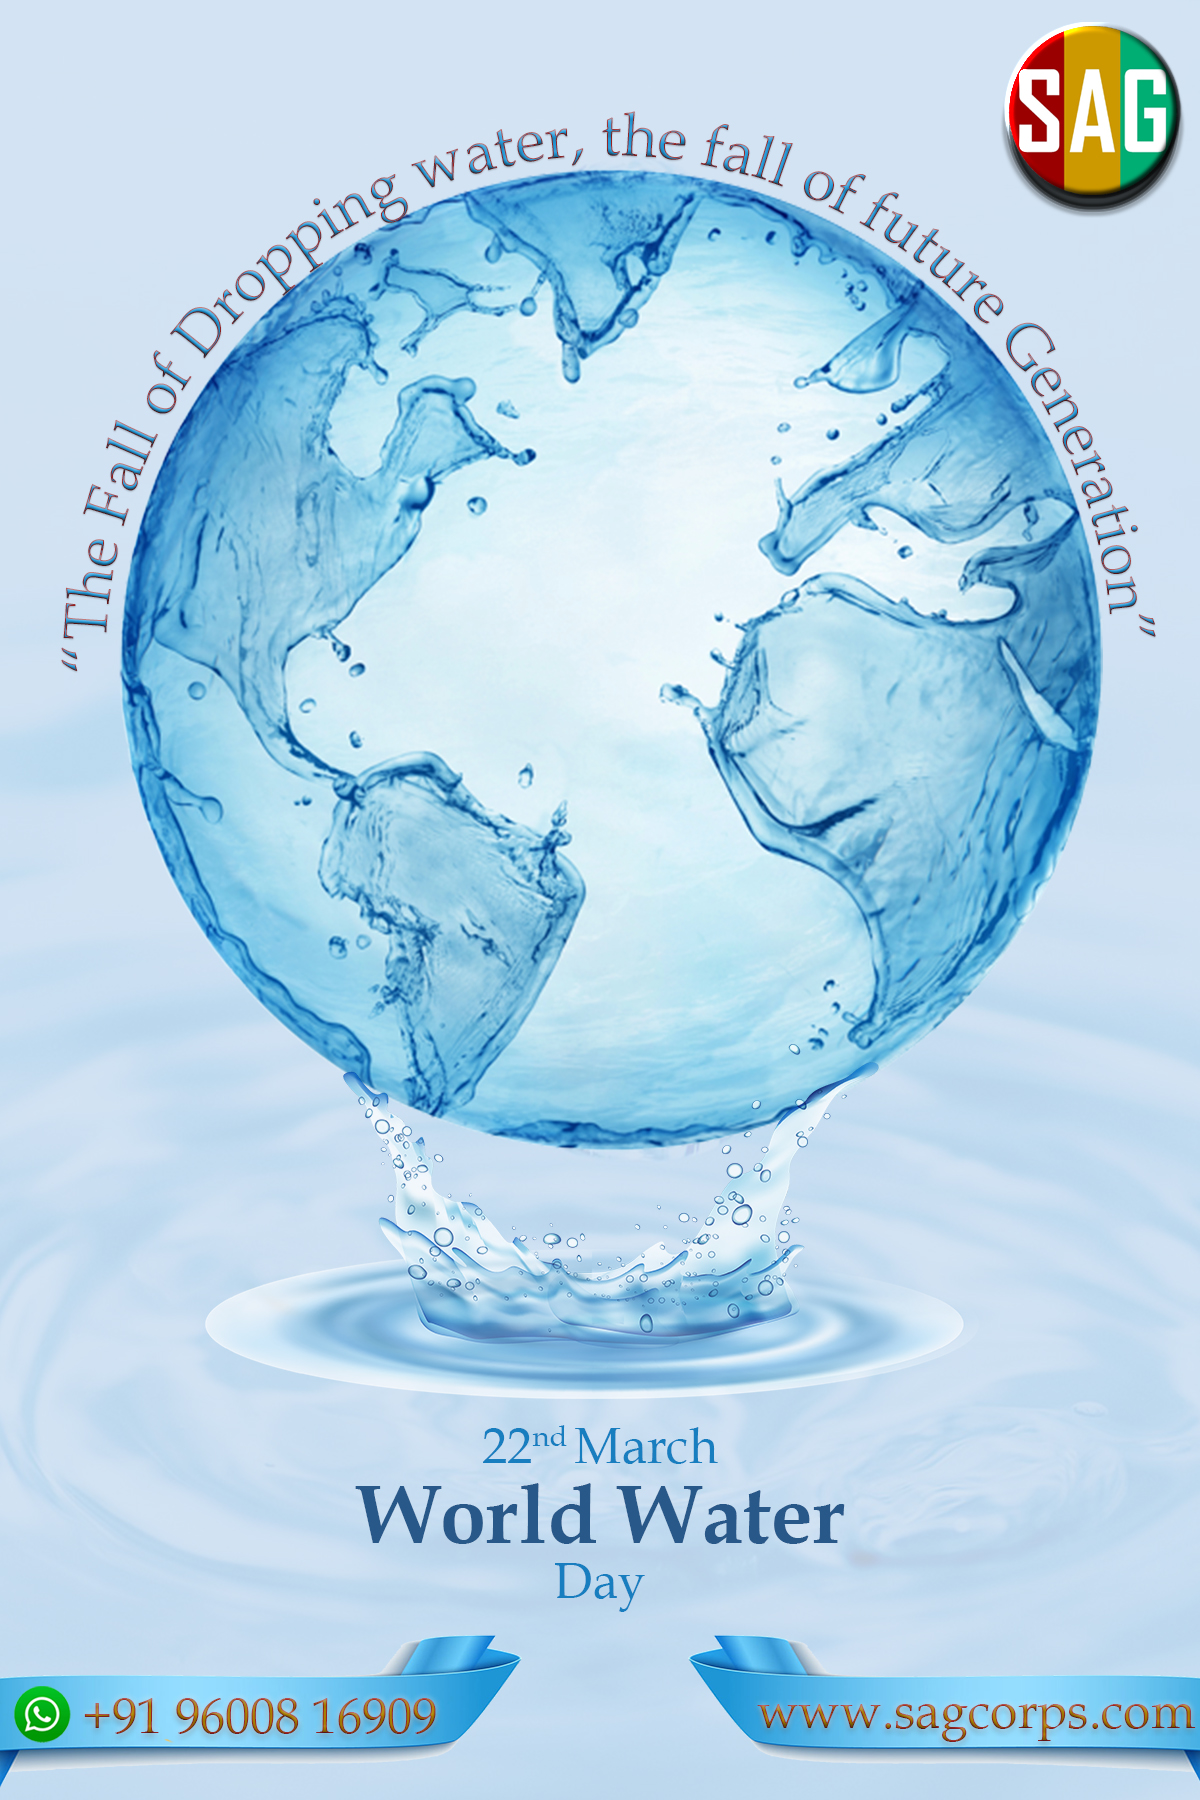 SAG
“The Fall of Dropping water, the fall of future Generation”
22nd March
World Water
Day
+91 96008 16909
www.sagcorps.com